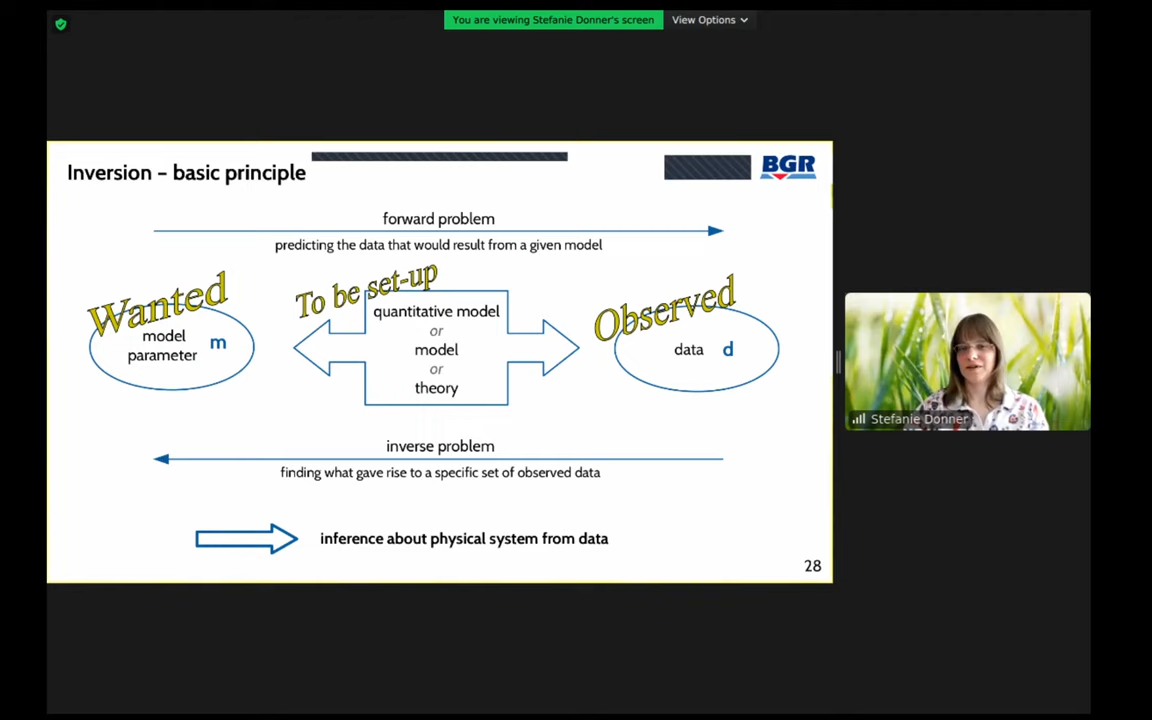 You are viewing Stefanie Donner's screen
View Options
Inversion – basic principle
BGR
forward problem
predicting the data that would result from a given model
Wanted
To be set-up
Observed
model
parameter
m
quantitative model
or
model
or
theory
data
d
Stefanie Donner
inverse problem
finding what gave rise to a specific set of observed data
inference about physical system from data
28